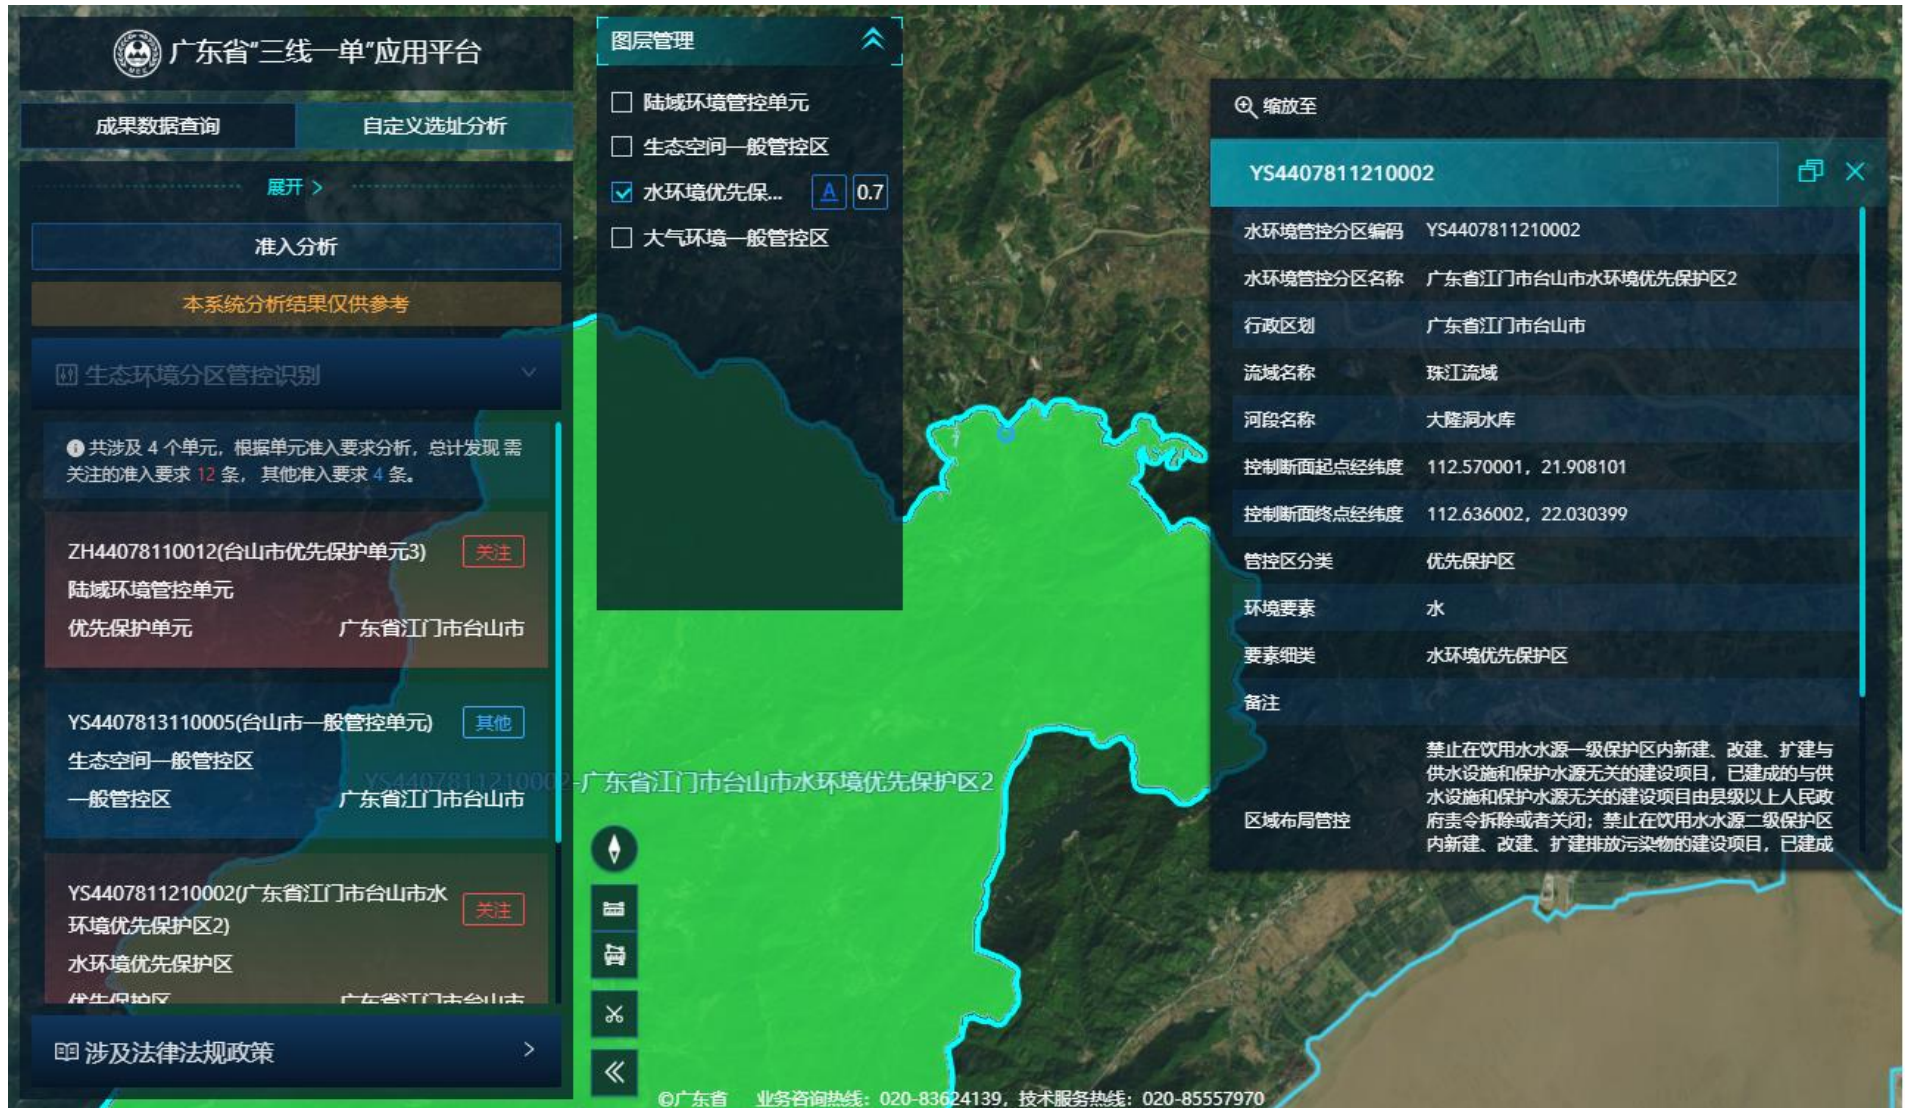 广东省“三线一单”应用平台
成果数据查询
自定义选址分析
展开 >
准入分析
本系统分析结果仅供参考
生态环境分区管控识别
共涉及 4 个单元，根据单元准入要求分析，总计发现 需
关注的准入要求 12 条， 其他准入要求 4 条。
ZH44078110012(台山市优先保护单元3)
关注
陆域环境管控单元
优先保护单元
广东省江门市台山市
YS4407813110005(台山市一般管控单元)
其他
生态空间一般管控区
一般管控区
广东省江门市台山市
YS4407811210002(广东省江门市台山市水
环境优先保护区2)
关注
水环境优先保护区
优先保护区
广东省江门市台山市
涉及法律法规政策
图层管理
陆域环境管控单元
生态空间一般管控区
水环境优先保...
A
0.7
大气环境一般管控区
YS4407811210002-广东省江门市台山市水环境优先保护区2
缩放至
YS4407811210002
水环境管控分区编码 YS4407811210002
水环境管控分区名称 广东省江门市台山市水环境优先保护区2
行政区划 广东省江门市台山市
流域名称 珠江流域
河段名称 大隆洞水库
控制断面起点经纬度 112.570001，21.908101
控制断面终点经纬度 112.636002，22.030399
管控区分类 优先保护区
环境要素 水
要素细类 水环境优先保护区
备注
区域布局管控
禁止在饮用水水源一级保护区内新建、改建、扩建与
供水设施和保护水源无关的建设项目，已建成的与供
水设施和保护水源无关的建设项目由县级以上人民政
府责令拆除或者关闭；禁止在饮用水水源二级保护区
内新建、改建、扩建排放污染物的建设项目，已建成
©广东省 业务咨询热线：020-83624139，技术服务热线：020-85557970